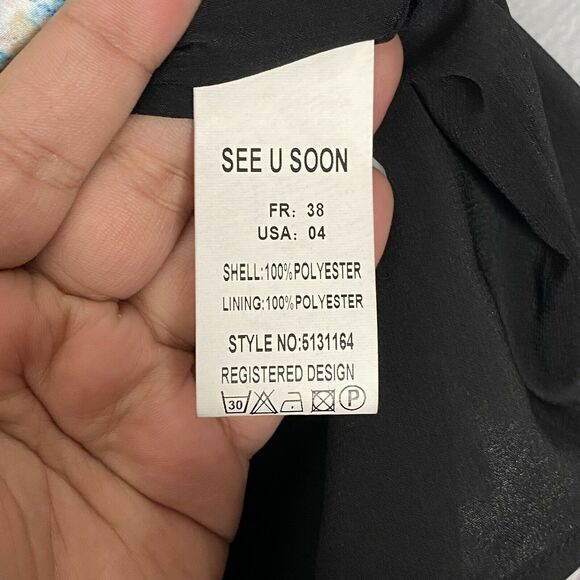 SEE U SOON
FR: 38
USA: 04
SHELL:100%POLYESTER
LINING:100%POLYESTER
STYLE NO:5131164
REGISTERED DESIGN
30 P